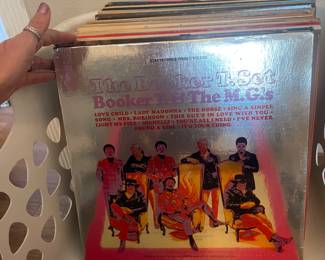 The Booker T. Set
Booker T. & The M.G.'s
LOVE CHILD • LADY MADONNA • THE HORSE • SING A SIMPLE
SONG • MRS. ROBINSON • THIS GUY'S IN LOVE WITH YOU •
LIGHT MY FIRE • MICHELLE • YOU'RE ALL I NEED • I'VE NEVER
FOUND A GIRL • IT'S YOUR THING